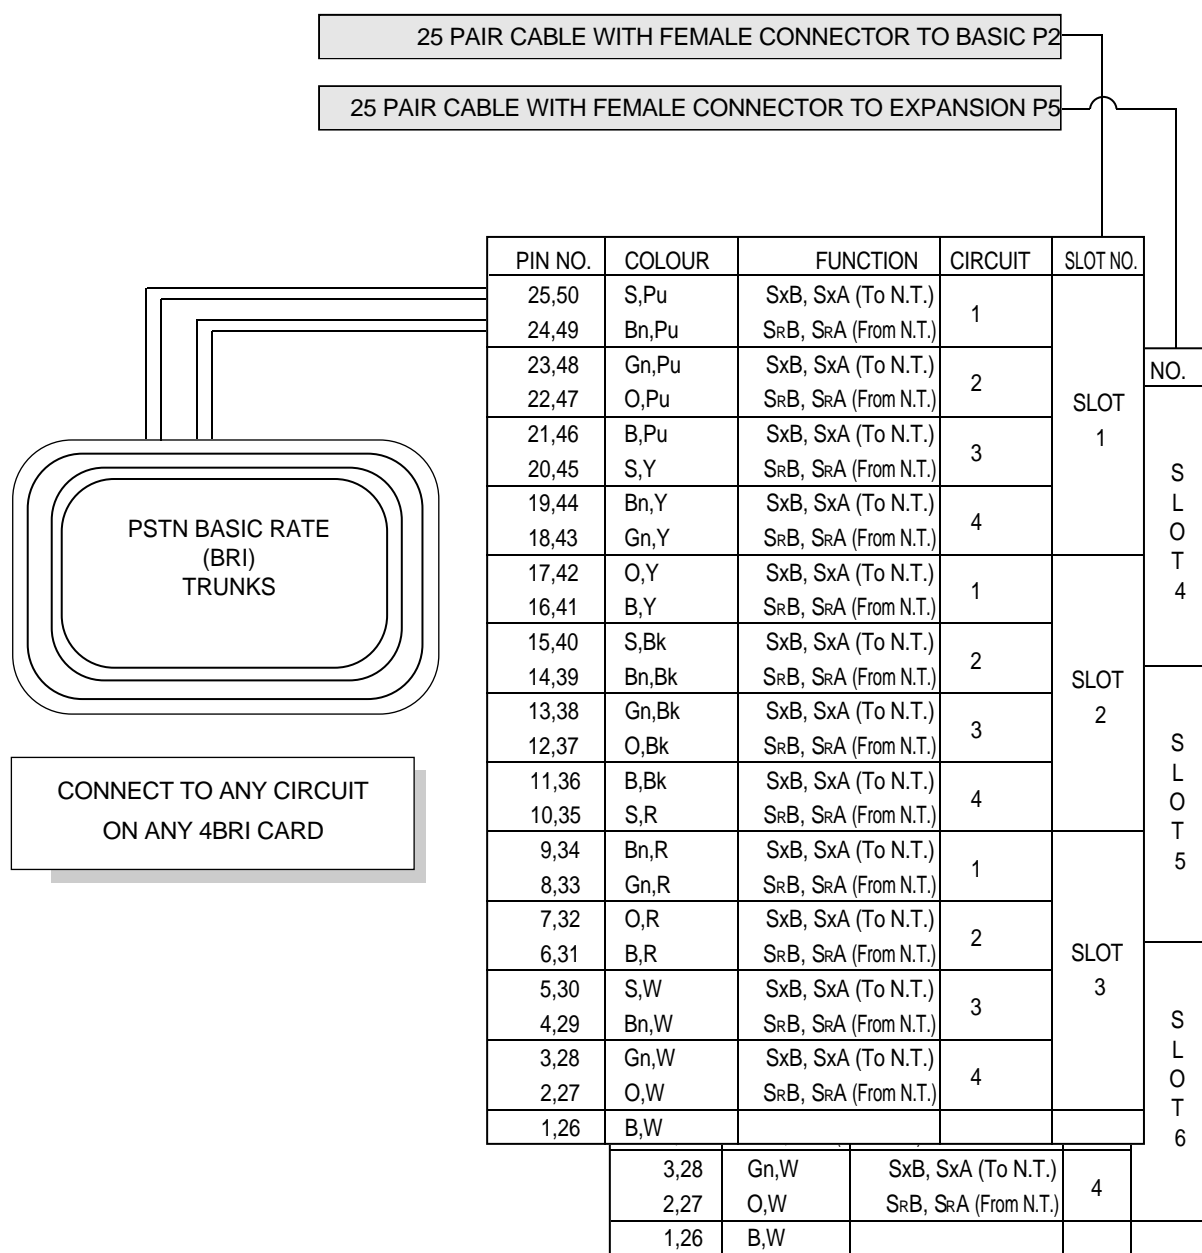 25 PAIR CABLE WITH FEMALE CONNECTOR TO BASIC P2
25 PAIR CABLE WITH FEMALE CONNECTOR TO EXPANSION P5
PIN NO. COLOUR FUNCTION CIRCUIT SLOT NO.
25,50 S,Pu SxB, SxA (To N.T.) 1
24,49 Bn,Pu SRB, SRA (From N.T.)
23,48 Gn,Pu SxB, SxA (To N.T.) 2
22,47 O,Pu SRB, SRA (From N.T.)
SLOT
1
21,46 B,Pu SxB, SxA (To N.T.) 3
20,45 S,Y SRB, SRA (From N.T.)
19,44 Bn,Y SxB, SxA (To N.T.) 4
18,43 Gn,Y SRB, SRA (From N.T.)
17,42 O,Y SxB, SxA (To N.T.) 1
16,41 B,Y SRB, SRA (From N.T.)
15,40 S,Bk SxB, SxA (To N.T.) 2
14,39 Bn,Bk SRB, SRA (From N.T.)
SLOT
2
13,38 Gn,Bk SxB, SxA (To N.T.) 3
12,37 O,Bk SRB, SRA (From N.T.)
11,36 B,Bk SxB, SxA (To N.T.) 4
10,35 S,R SRB, SRA (From N.T.)
9,34 Bn,R SxB, SxA (To N.T.) 1
8,33 Gn,R SRB, SRA (From N.T.)
7,32 O,R SxB, SxA (To N.T.) 2
6,31 B,R SRB, SRA (From N.T.)
SLOT
3
5,30 S,W SxB, SxA (To N.T.) 3
4,29 Bn,W SRB, SRA (From N.T.)
3,28 Gn,W SxB, SxA (To N.T.) 4
2,27 O,W SRB, SRA (From N.T.)
1,26 B,W
NO.
S
L
O
T
4
S
L
O
T
5
S
L
O
T
6
3,28 Gn,W SxB, SxA (To N.T.) 4
2,27 O,W SRB, SRA (From N.T.)
1,26 B,W
PSTN BASIC RATE
(BRI)
TRUNKS
CONNECT TO ANY CIRCUIT
ON ANY 4BRI CARD